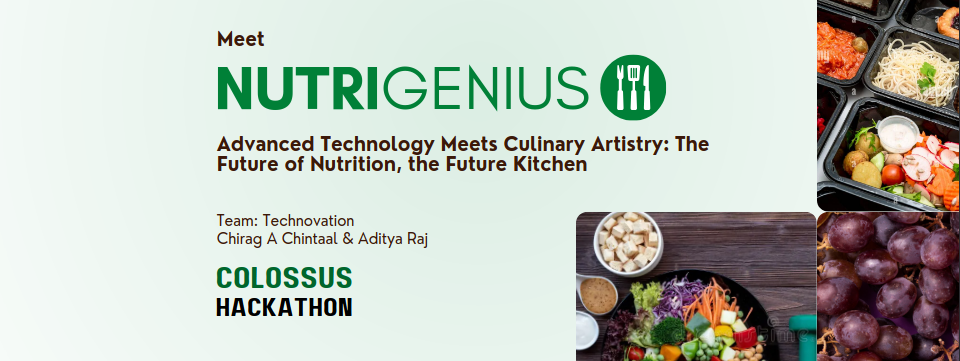 Meet
NUTRIGENIUS
Advanced Technology Meets Culinary Artistry: The
Future of Nutrition, the Future Kitchen
Team: Technovation
Chirag A Chintaal & Aditya Raj
COLOSSUS
HACKATHON